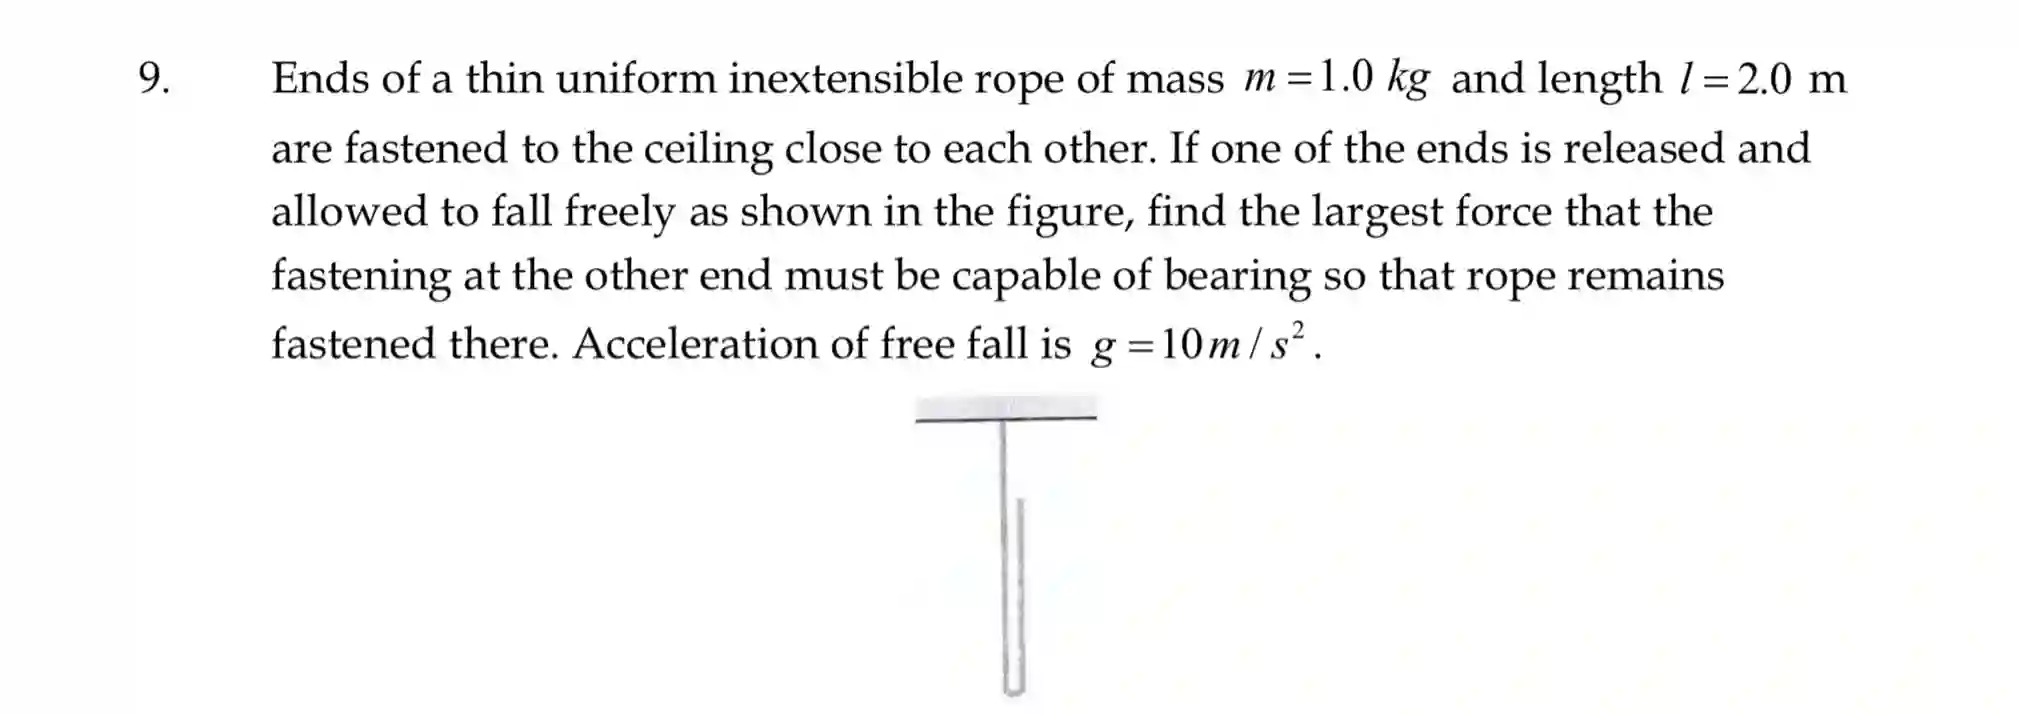 9. Ends of a thin uniform inextensible rope of mass m = 1.0 kg and length l = 2.0 m
are fastened to the ceiling close to each other. If one of the ends is released and
allowed to fall freely as shown in the figure, find the largest force that the
fastening at the other end must be capable of bearing so that rope remains
fastened there. Acceleration of free fall is g = 10 m / s².